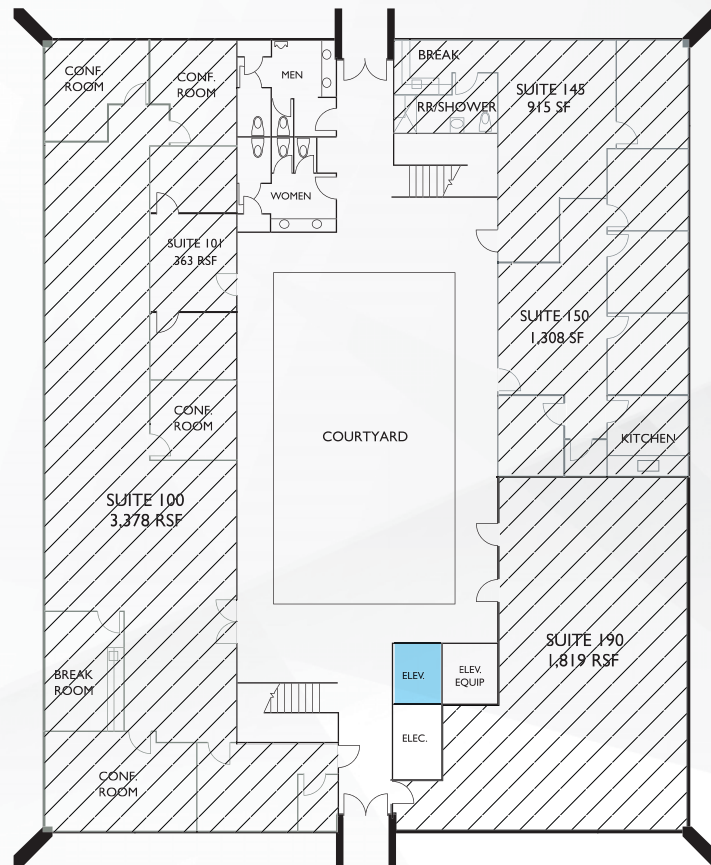 CONF.
ROOM
CONF.
ROOM
MEN
BREAK
RR/SHOWER
SUITE 145
915 SF
WOMEN
SUITE 101
363 RSF
SUITE 150
1,308 SF
CONF.
ROOM
COURTYARD
KITCHEN
SUITE 100
3,378 RSF
SUITE 190
1,819 RSF
BREAK
ROOM
ELEV.
ELEV.
EQUIP
ELEC.
CONF.
ROOM